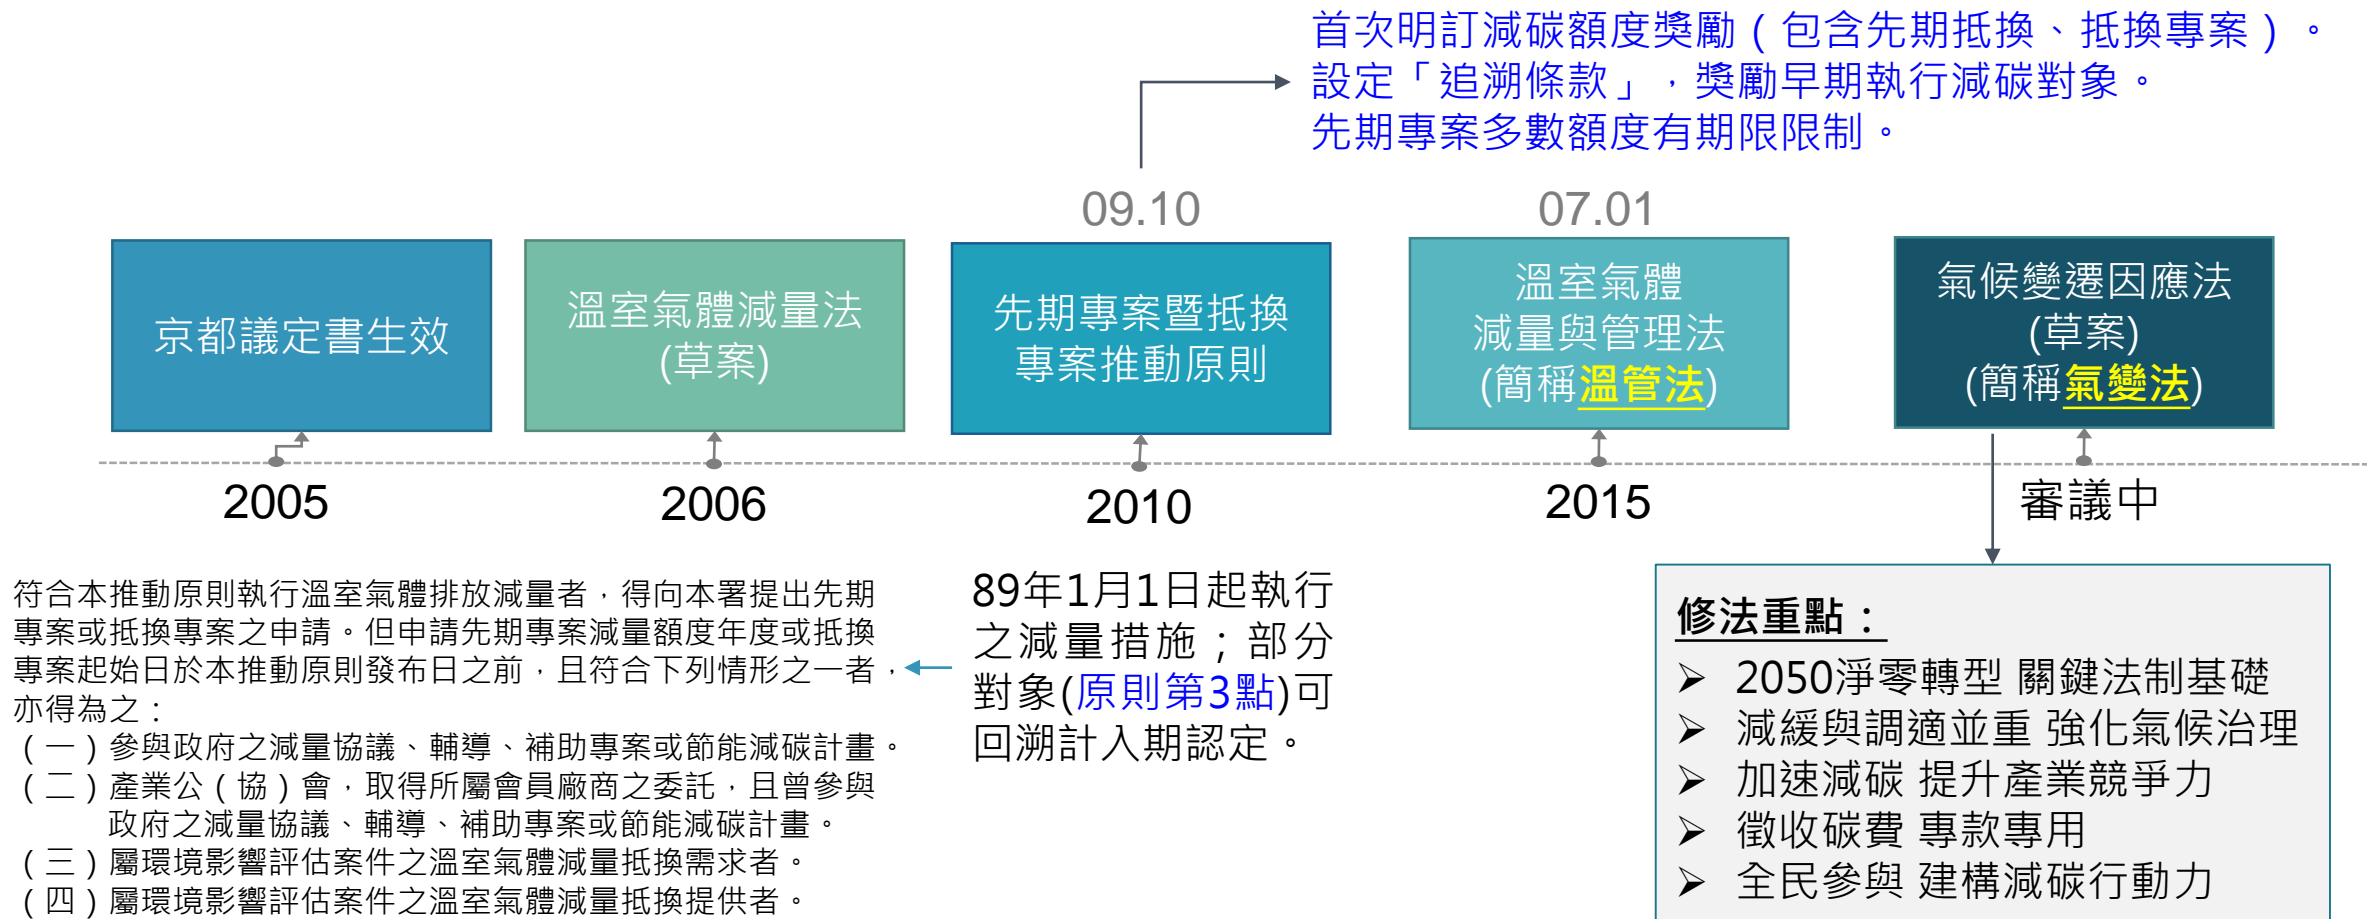 首次明訂減碳額度獎勵（包含先期抵換、抵換專案）。
設定「追溯條款」，獎勵早期執行減碳對象。
先期專案多數額度有期限限制。
09.10
07.01
京都議定書生效
溫室氣體減量法
(草案)
先期專案暨抵換
專案推動原則
溫室氣體
減量與管理法
(簡稱溫管法)
氣候變遷因應法
(草案)
(簡稱氣變法)
2005
2006
2010
2015
審議中
符合本推動原則執行溫室氣體排放減量者，得向本署提出先期
專案或抵換專案之申請。但申請先期專案減量額度年度或抵換
專案起始日於本推動原則發布日之前，且符合下列情形之一者，
亦得為之：
（一）參與政府之減量協議、輔導、補助專案或節能減碳計畫。
（二）產業公（協）會，取得所屬會員廠商之委託，且曾參與
政府之減量協議、輔導、補助專案或節能減碳計畫。
（三）屬環境影響評估案件之溫室氣體減量抵換需求者。
（四）屬環境影響評估案件之溫室氣體減量抵換提供者。
89年1月1日起執行
之減量措施；部分
對象(原則第3點)可
回溯計入期認定。
修法重點：
➢ 2050淨零轉型 關鍵法制基礎
➢ 減緩與調適並重 強化氣候治理
➢ 加速減碳 提升產業競爭力
➢ 徵收碳費 專款專用
➢ 全民參與 建構減碳行動力